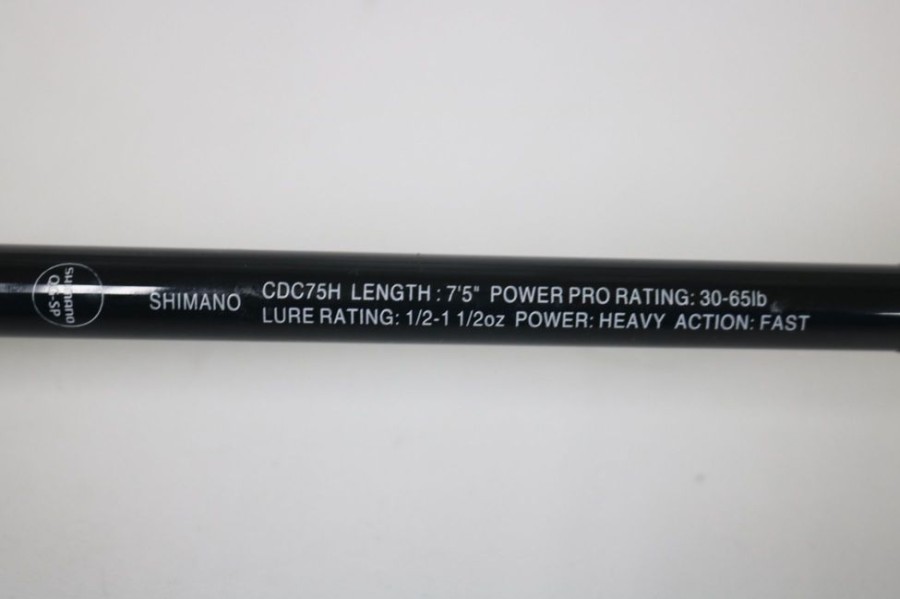 SHIMANO
SHIMANO
CDC75H LENGTH : 7'5" POWER PRO RATING: 30-65lb
LURE RATING: 1/2-1 1/2oz POWER: HEAVY ACTION: FAST